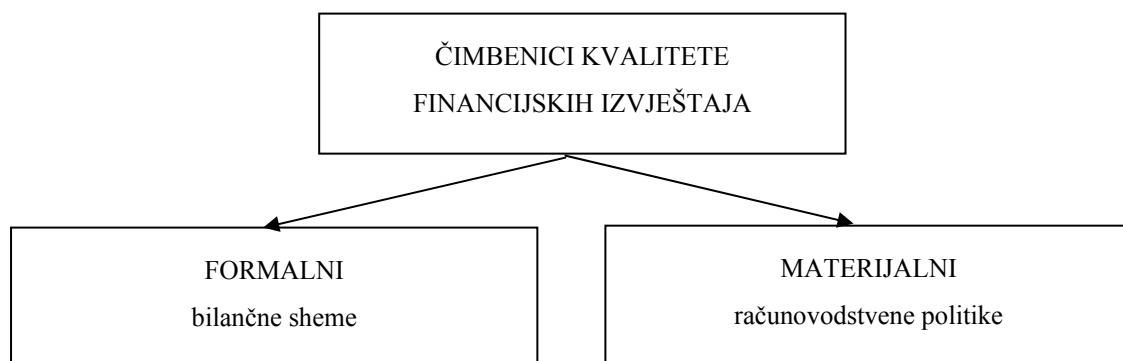 ČIMBENICI KVALITETE
FINANCIJSKIH IZVJEŠTAJA
FORMALNI
bilančne sheme
MATERIJALNI
računovodstvene politike